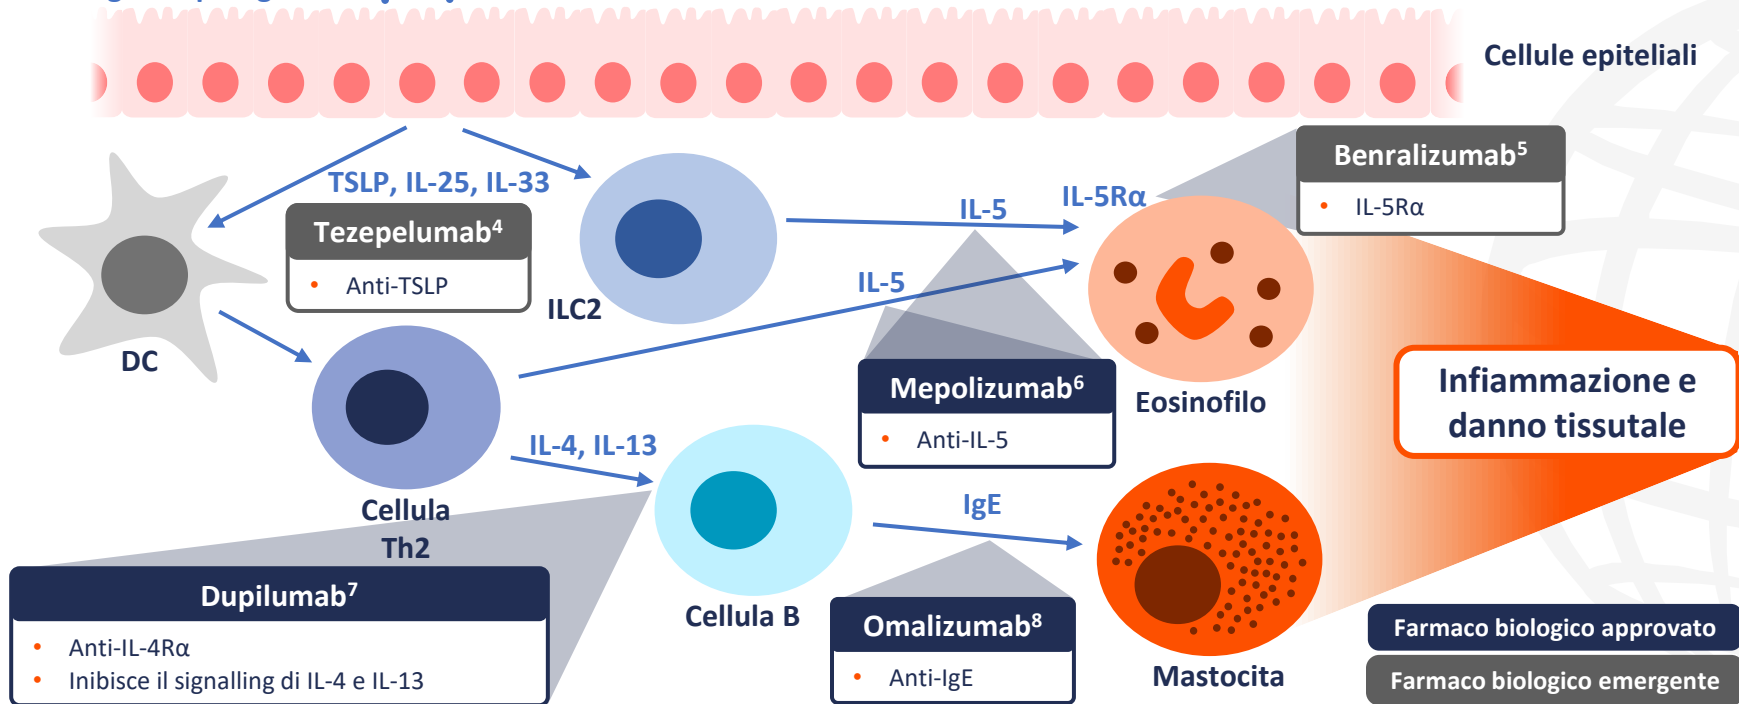 Cellule epiteliali
Benralizumab5
• IL-5Rα
TSLP, IL-25, IL-33
IL-5Rα
IL-5
Tezepelumab4
• Anti-TSLP
IL-5
ILC2
DC
Mepolizumab6
• Anti-IL-5
Eosinofilo
Infiammazione e
danno tissutale
IL-4, IL-13
Cellula
Th2
IgE
Dupilumab7
• Anti-IL-4Rα
• Inibisce il signalling di IL-4 e IL-13
Cellula B
Omalizumab8
• Anti-IgE
Mastocita
Farmaco biologico approvato
Farmaco biologico emergente